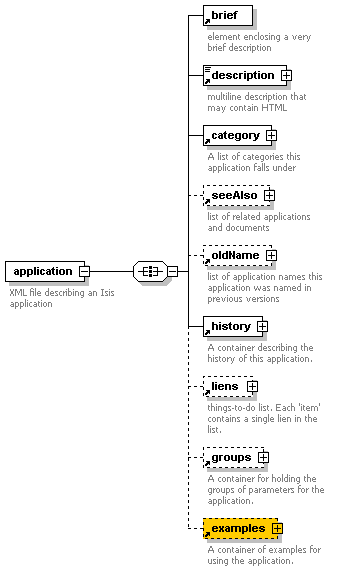 brief
element enclosing a very
brief description
description
multiline description that
may contain HTML
category
A list of categories this
application falls under
seeAlso
list of related applications
and documents
application
XML file describing an Isis
application
oldName
list of application names this
application was named in
previous versions
history
A container describing the
history of this application.
liens
things-to-do list. Each 'item'
contains a single lien in the
list.
groups
A container for holding the
groups of parameters for the
application.
examples
A container of examples for
using the application.